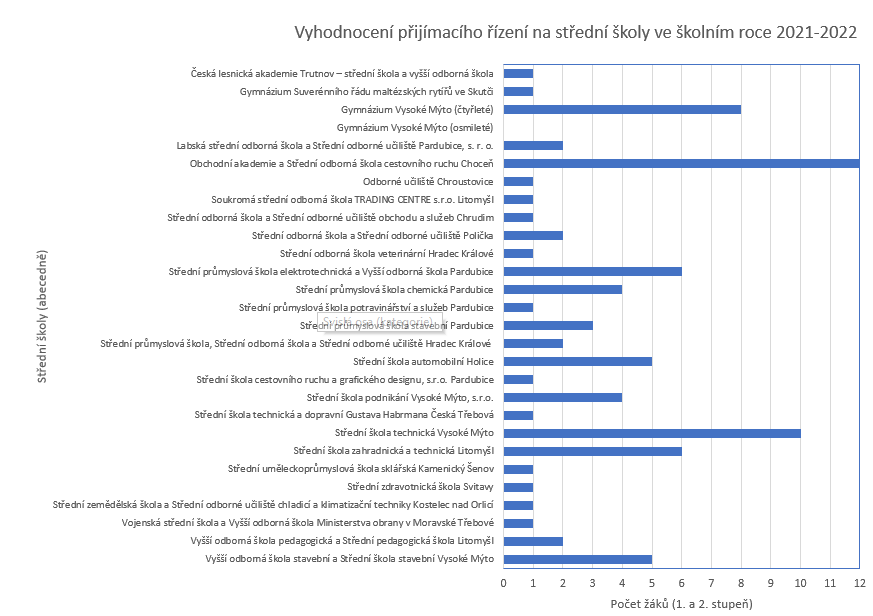 Vyhodnocení přijímacího řízení na střední školy ve školním roce 2021-2022
Střední školy (abecedně)
Česká lesnická akademie Trutnov – střední škola a vyšší odborná škola
Gymnázium Suverénního řádu maltézských rytířů ve Skutči
Gymnázium Vysoké Mýto (čtyřleté)
Gymnázium Vysoké Mýto (osmileté)
Labská střední odborná škola a Střední odborné učiliště Pardubice, s. r. o.
Obchodní akademie a Střední odborná škola cestovního ruchu Choceň
Odborné učiliště Chroustovice
Soukromá střední odborná škola TRADING CENTRE s.r.o. Litomyšl
Střední odborná škola a Střední odborné učiliště obchodu a služeb Chrudim
Střední odborná škola a Střední odborné učiliště Polička
Střední odborná škola veterinární Hradec Králové
Střední průmyslová škola elektrotechnická a Vyšší odborná škola Pardubice
Střední průmyslová škola chemická Pardubice
Střední průmyslová škola potravinářství a služeb Pardubice
Svislá osa (kategorie)
Střední průmyslová škola stavební Pardubice
Střední průmyslová škola, Střední odborná škola a Střední odborné učiliště Hradec Králové
Střední škola automobilní Holice
Střední škola cestovního ruchu a grafického designu, s.r.o. Pardubice
Střední škola podnikání Vysoké Mýto, s.r.o.
Střední škola technická a dopravní Gustava Habrmana Česká Třebová
Střední škola technická Vysoké Mýto
Střední škola zahradnická a technická Litomyšl
Střední uměleckoprůmyslová škola sklářská Kamenický Šenov
Střední zdravotnická škola Svitavy
Střední zemědělská škola a Střední odborné učiliště chladicí a klimatizační techniky Kostelec nad Orlicí
Vojenská střední škola a Vyšší odborná škola Ministerstva obrany v Moravské Třebové
Vyšší odborná škola pedagogická a Střední pedagogická škola Litomyšl
Vyšší odborná škola stavební a Střední škola stavební Vysoké Mýto
0 1 2 3 4 5 6 7 8 9 10 11 12
Počet žáků (1. a 2. stupeň)